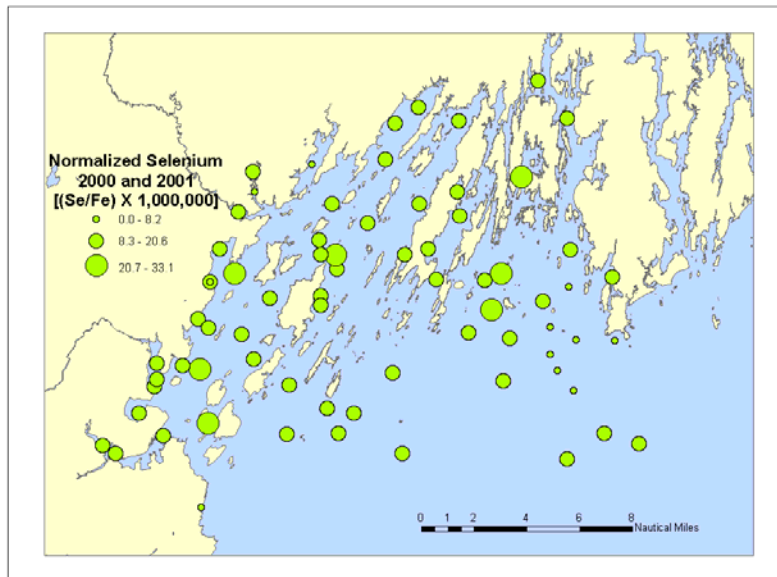 Normalized Selenium
2000 and 2001
[(Se/Fe) X 1,000,000]
0.0 - 8.2
8.3 - 20.6
20.7 - 33.1
0 1 2 4 6 8
Nautical Miles